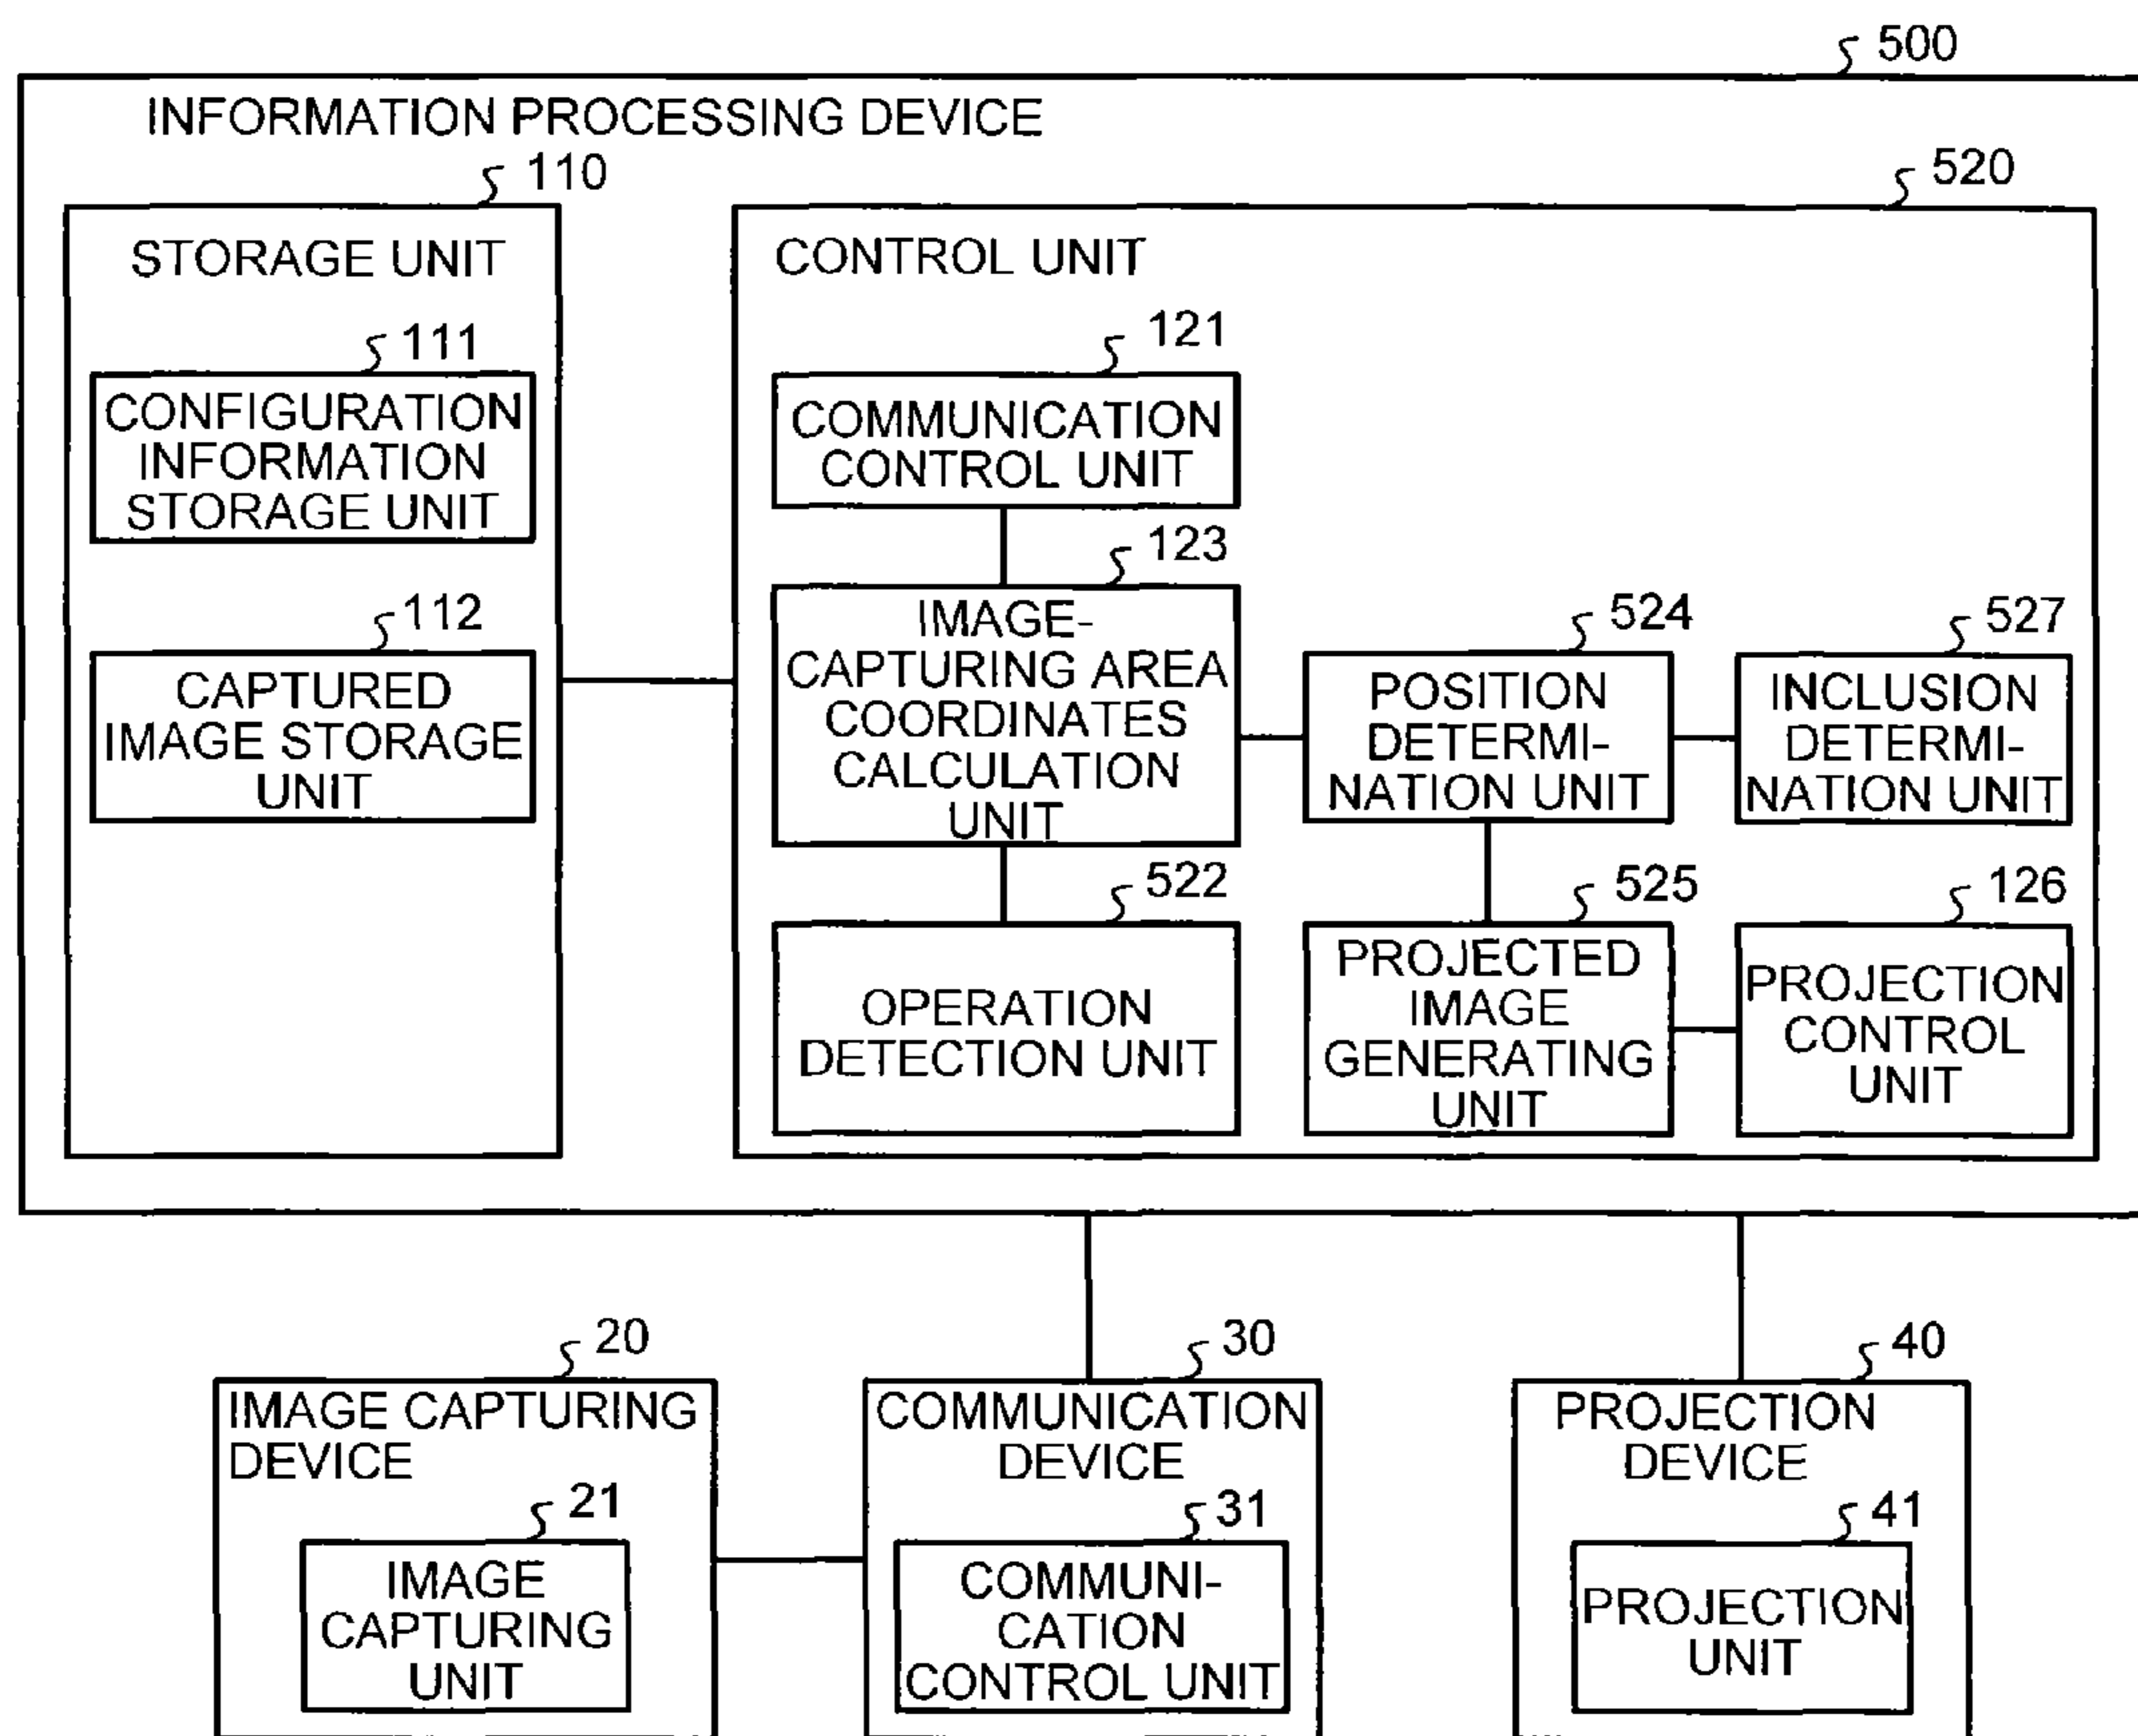 500
INFORMATION PROCESSING DEVICE
110
520
STORAGE UNIT
CONTROL UNIT
111
CONFIGURATION
INFORMATION
STORAGE UNIT
112
CAPTURED
IMAGE STORAGE
UNIT
121
COMMUNICATION
CONTROL UNIT
123
IMAGE-
CAPTURING AREA
COORDINATES
CALCULATION
UNIT
524
POSITION
DETERMI-
NATION UNIT
527
INCLUSION
DETERMI-
NATION UNIT
522
OPERATION
DETECTION UNIT
525
PROJECTED
IMAGE
GENERATING
UNIT
126
PROJECTION
CONTROL
UNIT
20
IMAGE CAPTURING
DEVICE
21
IMAGE
CAPTURING
UNIT
30
COMMUNICATION
DEVICE
31
COMMUNI-
CATION
CONTROL UNIT
40
PROJECTION
DEVICE
41
PROJECTION
UNIT